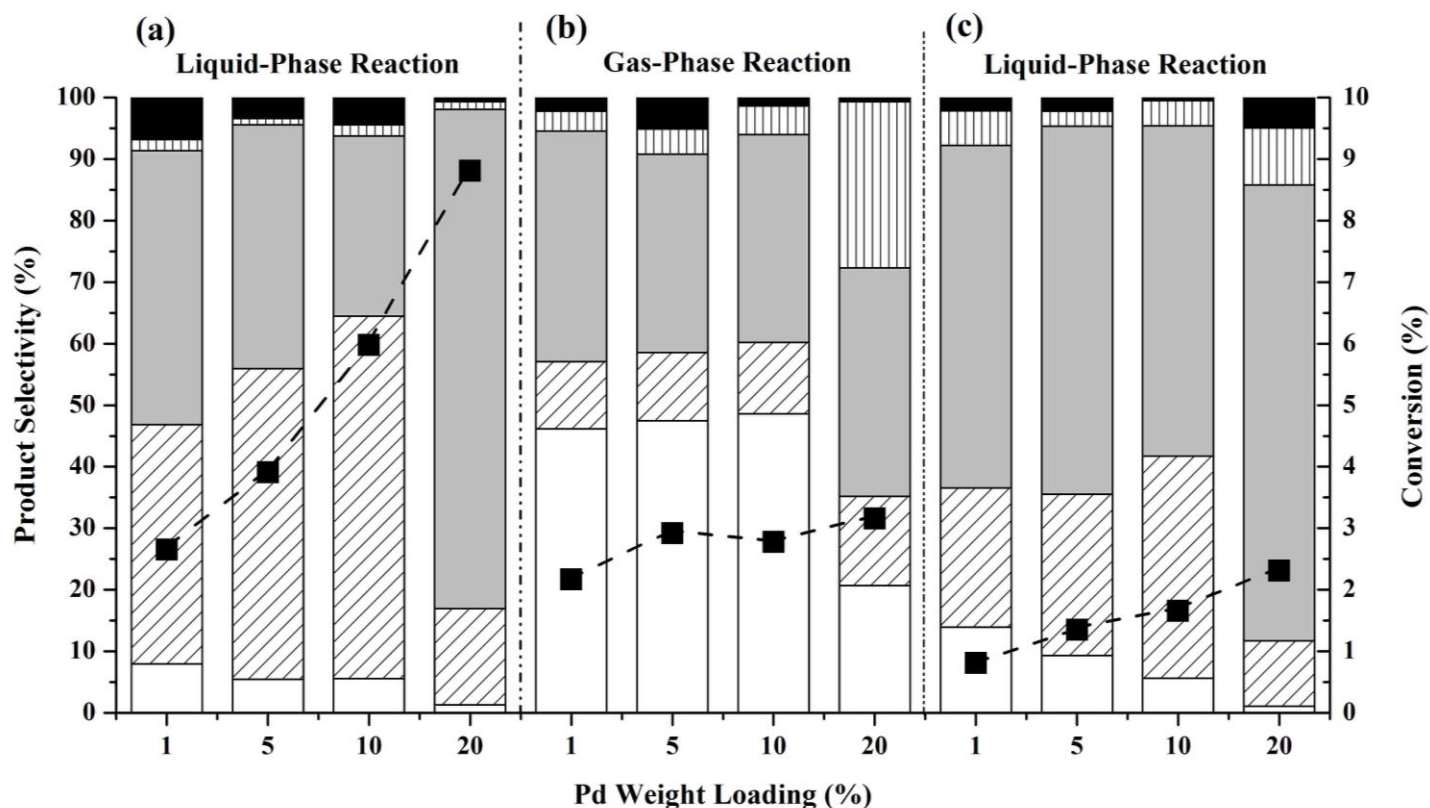 (a)
(b)
(c)
Liquid-Phase Reaction
Gas-Phase Reaction
Liquid-Phase Reaction
100
90
80
70
60
50
40
30
20
10
0
Product Selectivity (%)
10
9
8
7
6
5
4
3
2
1
0
Conversion (%)
1 5 10 20 1 5 10 20 1 5 10 20
Pd Weight Loading (%)